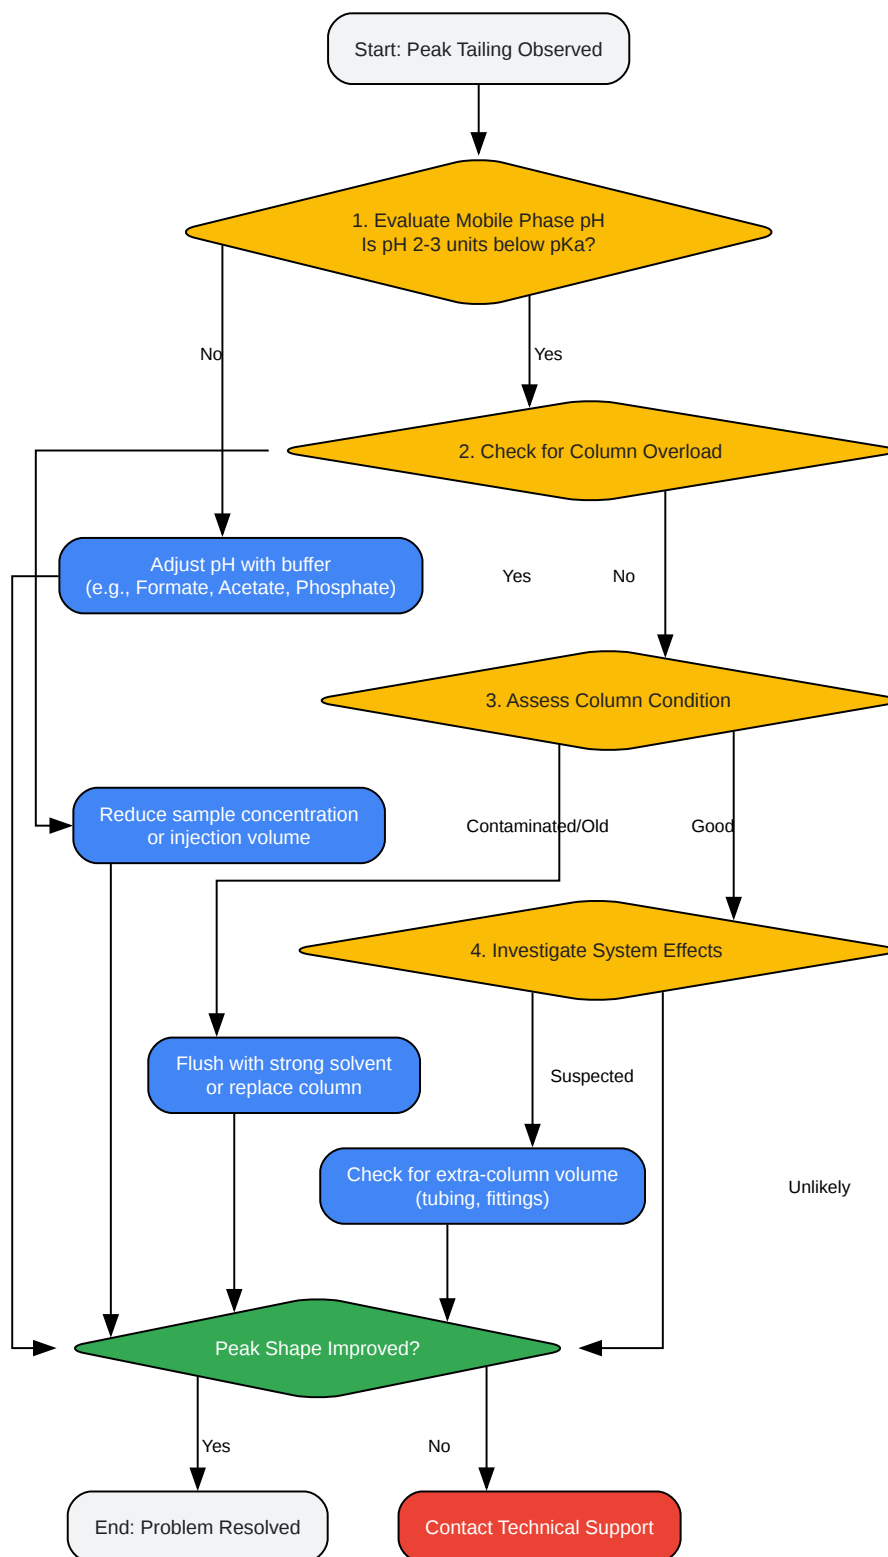 Start: Peak Tailing Observed
1. Evaluate Mobile Phase pH
Is pH 2-3 units below pKa?
No
Yes
2. Check for Column Overload
Adjust pH with buffer
(e.g., Formate, Acetate, Phosphate)
Yes
No
3. Assess Column Condition
Reduce sample concentration
or injection volume
Contaminated/Old
Good
4. Investigate System Effects
Flush with strong solvent
or replace column
Suspected
Check for extra-column volume
(tubing, fittings)
Unlikely
Peak Shape Improved?
Yes
No
End: Problem Resolved
Contact Technical Support